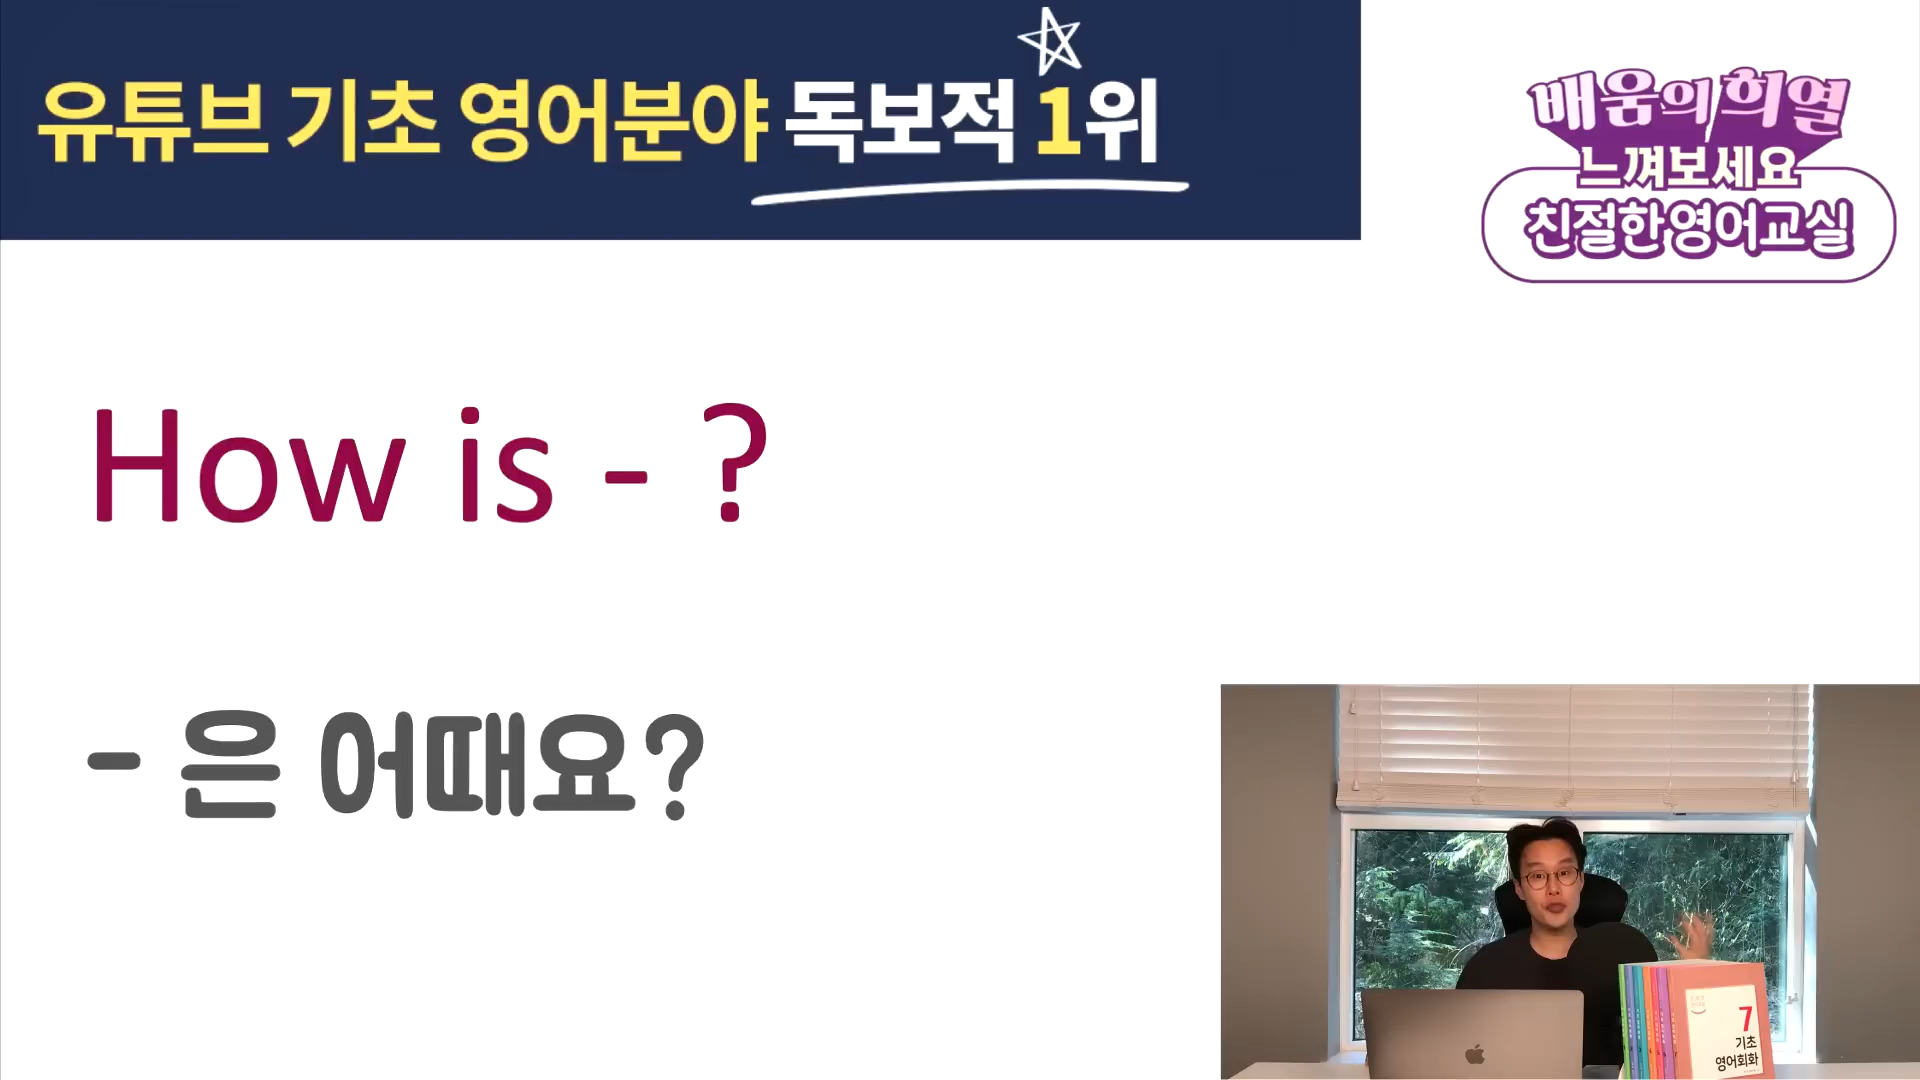 유튜브 기초 영어분야 독보적 1위
배움의 희열
느껴보세요
친절한영어교실
How is - ?
- 은 어때요?
7
기초
영어회화